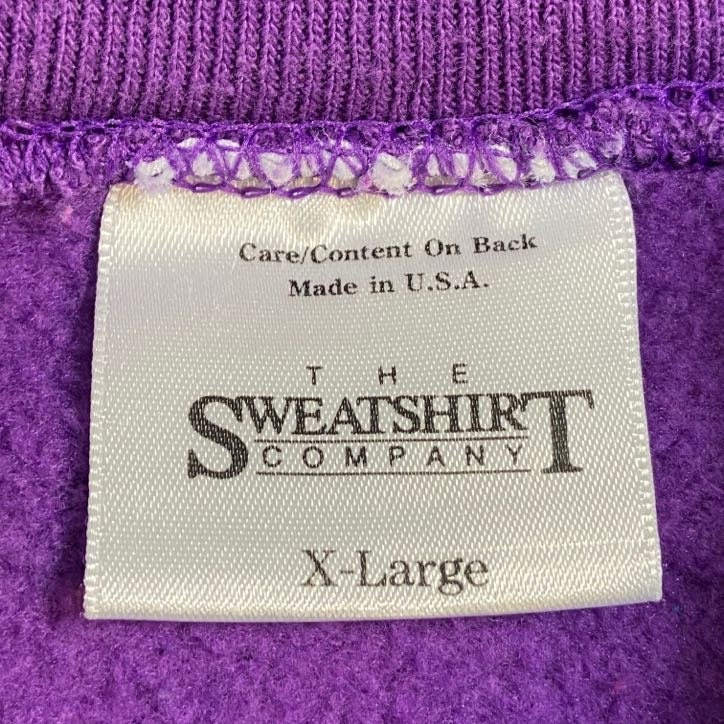 Care/Content On Back
Made in U.S.A.
THE
SWEATSHIRT
COMPANY
X-Large